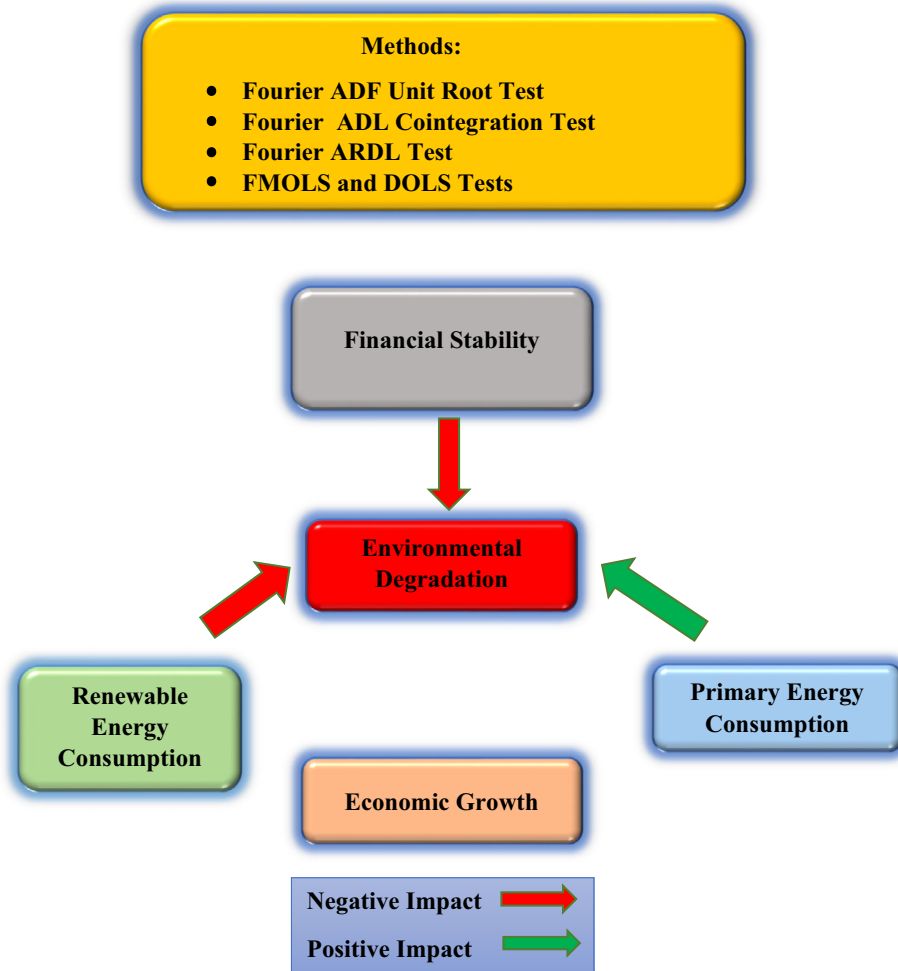 Methods:
• Fourier ADF Unit Root Test
• Fourier ADL Cointegration Test
• Fourier ARDL Test
• FMOLS and DOLS Tests
Financial Stability
Environmental
Degradation
Renewable
Energy
Consumption
Primary Energy
Consumption
Economic Growth
Negative Impact
Positive Impact